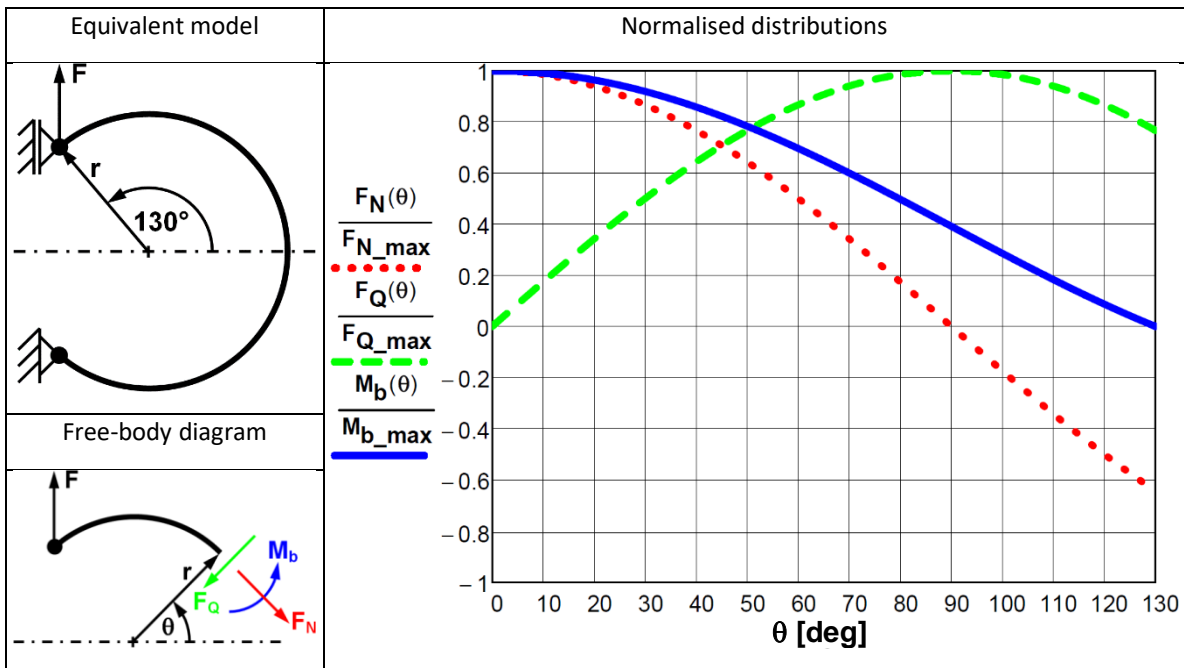 Equivalent model
Normalised distributions
F
r
130°
Free-body diagram
F
r
θ
M_b
F_Q
F_N
F_N(θ)
F_N_max
F_Q(θ)
F_Q_max
M_b(θ)
M_b_max
1
0.8
0.6
0.4
0.2
0
−0.2
−0.4
−0.6
−0.8
−1
0 10 20 30 40 50 60 70 80 90 100 110 120 130
θ [deg]